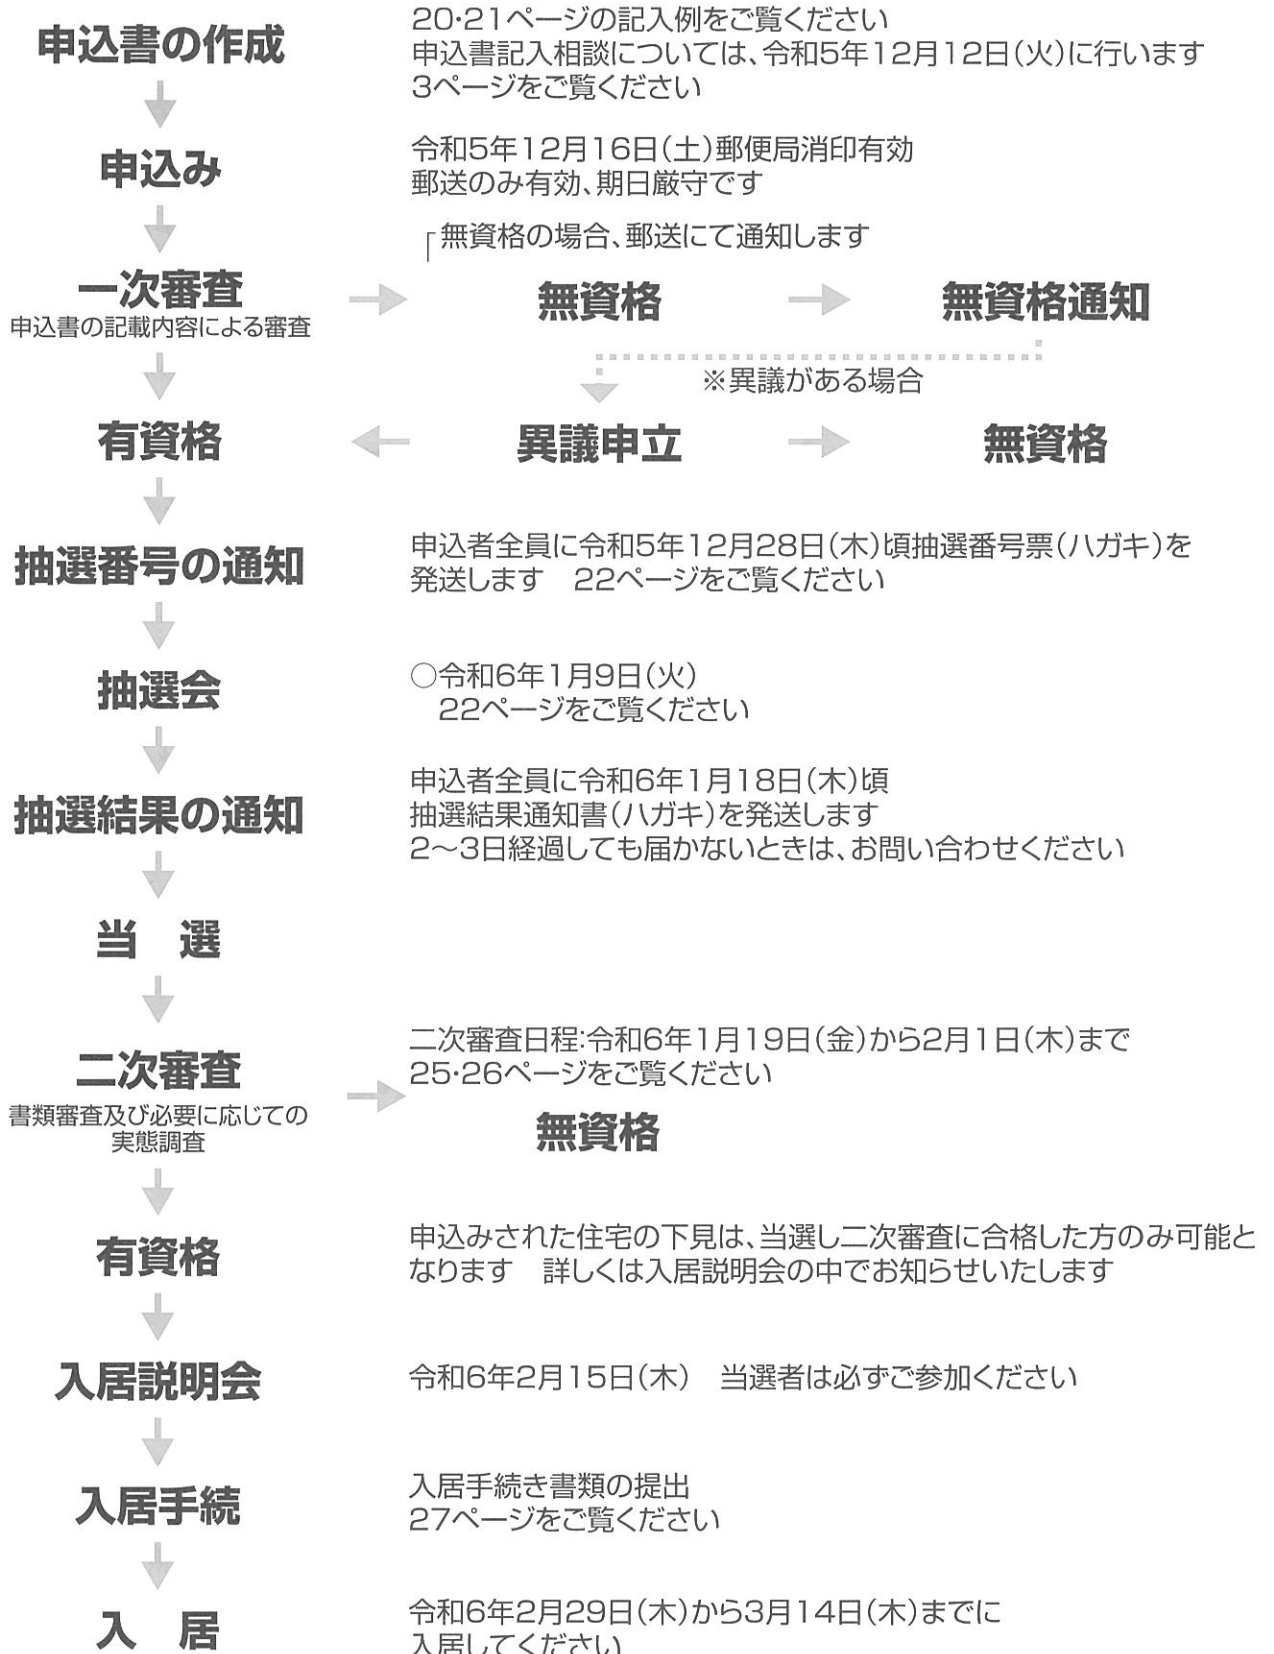 申込書の作成
20・21ページの記入例をご覧ください
申込書記入相談については、令和5年12月12日(火)に行います
3ページをご覧ください
申込み
令和5年12月16日(土)郵便局消印有効
郵送のみ有効、期日厳守です
無資格の場合、郵送にて通知します
一次審査
申込書の記載内容による審査
無資格
無資格通知
※異議がある場合
有資格
異議申立
無資格
抽選番号の通知
申込者全員に令和5年12月28日(木)頃抽選番号票(ハガキ)を
発送します　22ページをご覧ください
抽選会
○令和6年1月9日(火)
22ページをご覧ください
抽選結果の通知
申込者全員に令和6年1月18日(木)頃
抽選結果通知書(ハガキ)を発送します
2〜3日経過しても届かないときは、お問い合わせください
当　選
二次審査
書類審査及び必要に応じての
実態調査
二次審査日程:令和6年1月19日(金)から2月1日(木)まで
25・26ページをご覧ください
無資格
有資格
申込みされた住宅の下見は、当選し二次審査に合格した方のみ可能と
なります　詳しくは入居説明会の中でお知らせいたします
入居説明会
令和6年2月15日(木)　当選者は必ずご参加ください
入居手続
入居手続き書類の提出
27ページをご覧ください
入　居
令和6年2月29日(木)から3月14日(木)までに
入居してください